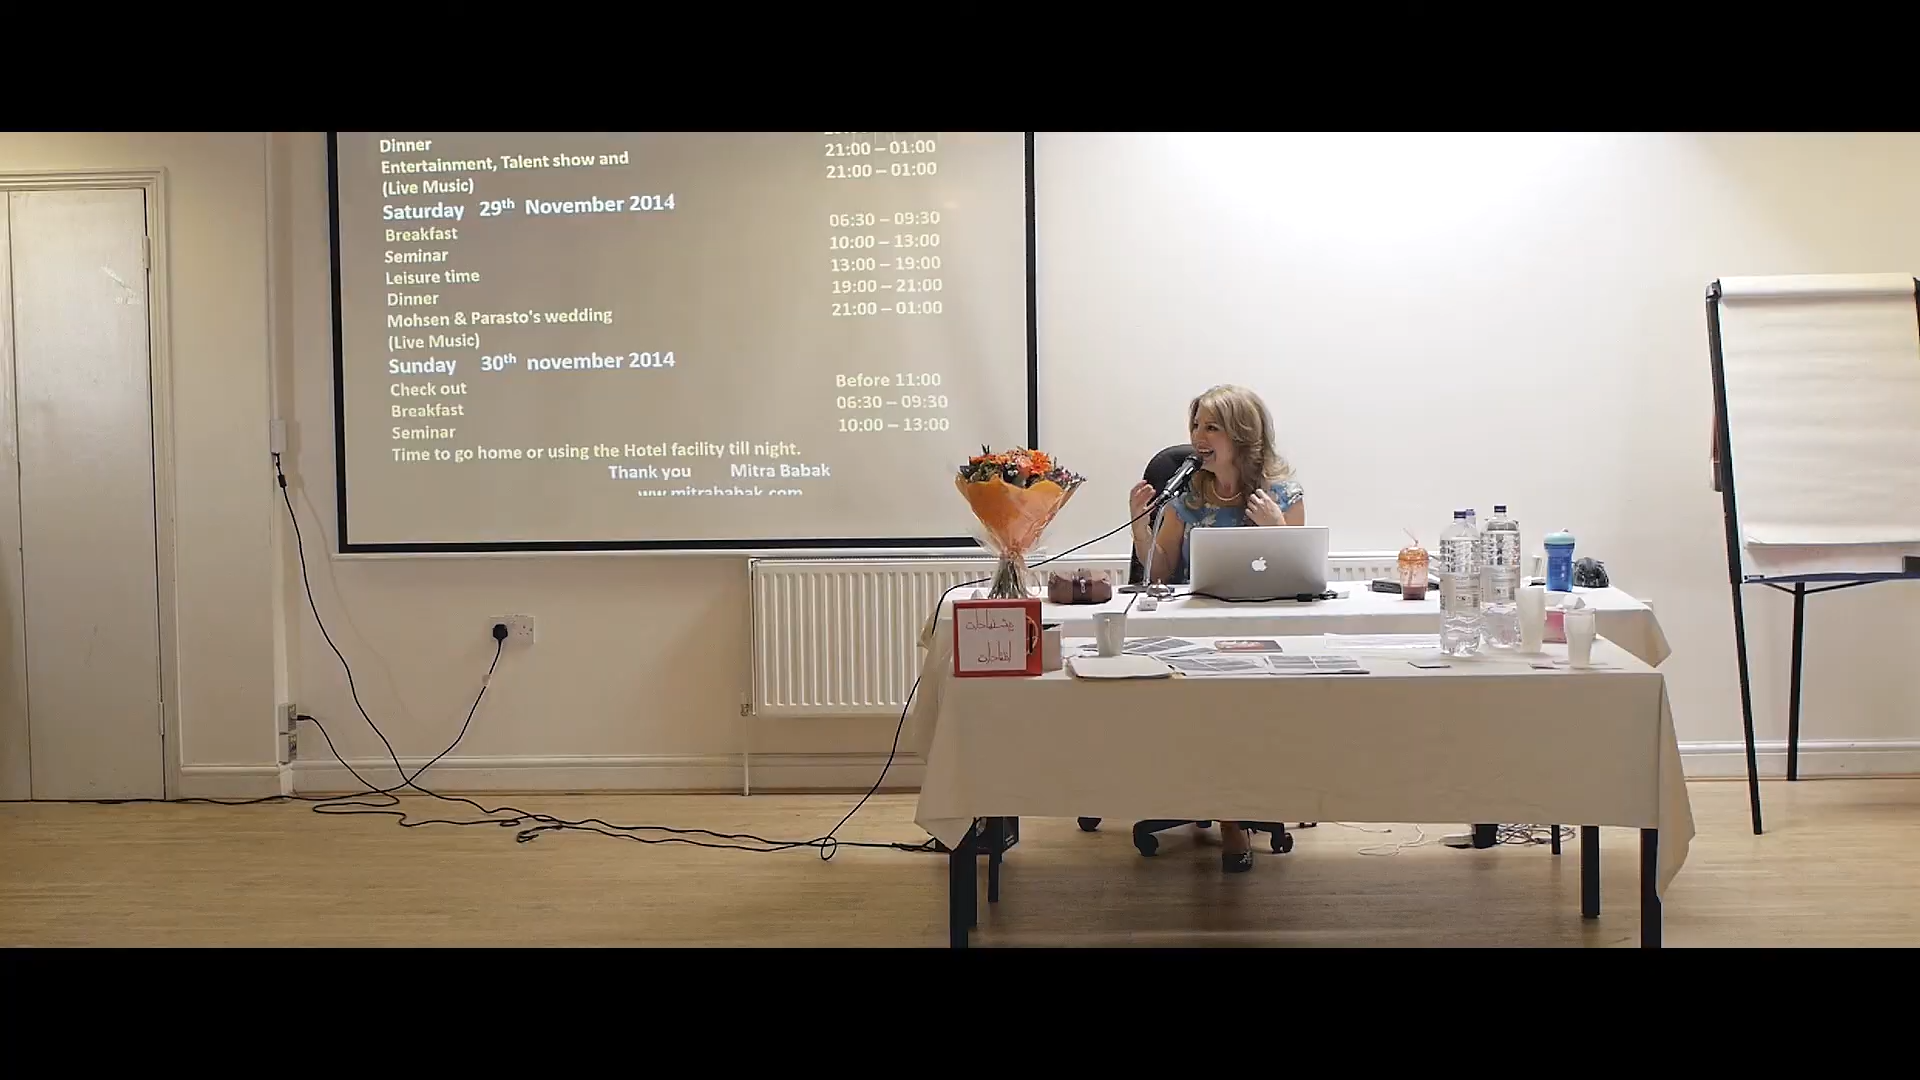 Dinner
21:00 – 01:00
Entertainment, Talent show and
21:00 – 01:00
(Live Music)
Saturday 29th November 2014
Breakfast 06:30 – 09:30
Seminar 10:00 – 13:00
Leisure time 13:00 – 19:00
Dinner 19:00 – 21:00
Mohsen & Parasto's wedding 21:00 – 01:00
(Live Music)
Sunday 30th november 2014
Check out Before 11:00
Breakfast 06:30 – 09:30
Seminar 10:00 – 13:00
Time to go home or using the Hotel facility till night.
Thank you Mitra Babak
ww.mitrababak.com
انتقادات